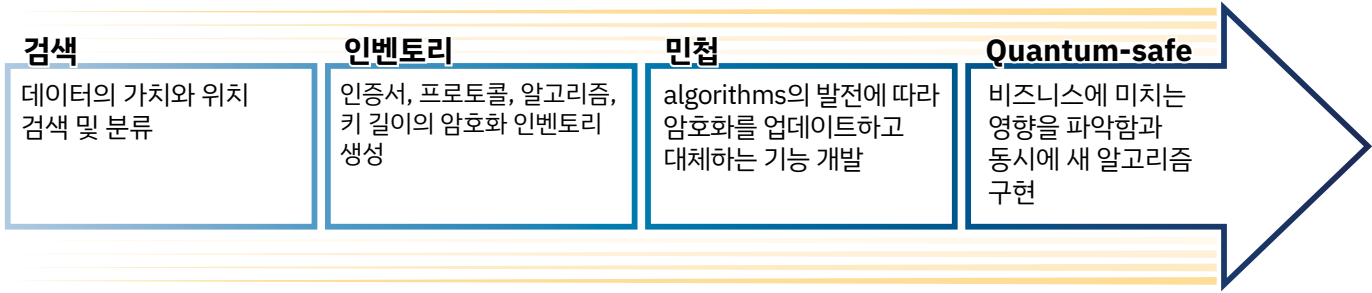 검색
데이터의 가치와 위치
검색 및 분류
인벤토리
인증서, 프로토콜, 알고리즘,
키 길이의 암호화 인벤토리
생성
민첩
algorithms의 발전에 따라
암호화를 업데이트하고
대체하는 기능 개발
Quantum-safe
비즈니스에 미치는
영향을 파악함과
동시에 새 알고리즘
구현